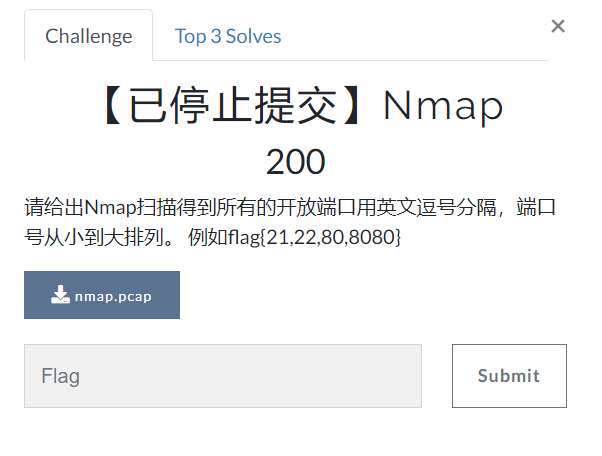 Challenge Top 3 Solves ×
【已停止提交】Nmap
200
请给出Nmap扫描得到所有的开放端口用英文逗号分隔，端口
号从小到大排列。 例如flag{21,22,80,8080}
nmap.pcap
Flag Submit